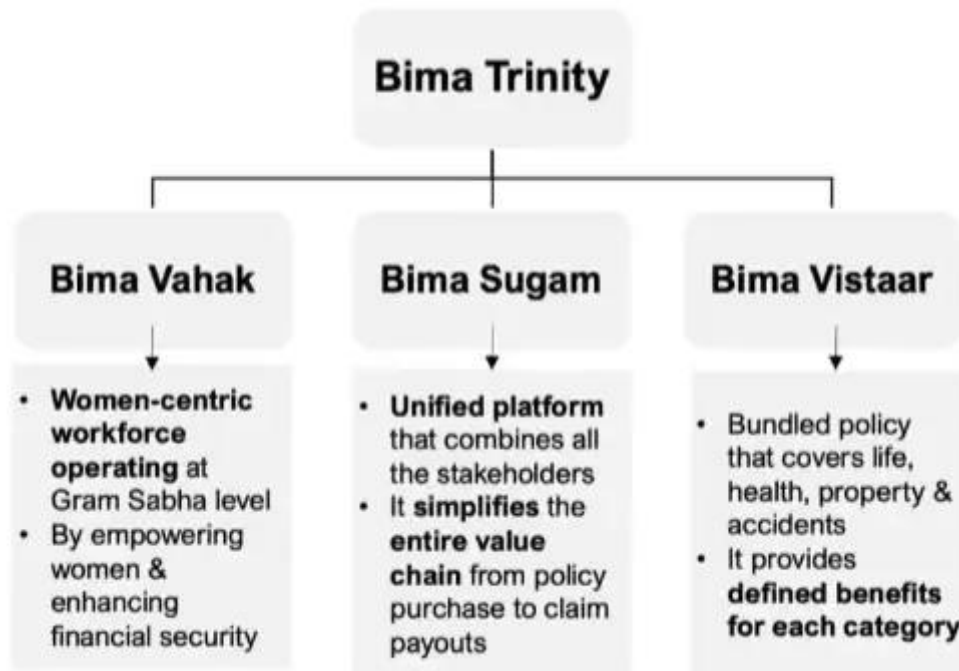 Bima Trinity
Bima Vahak
• Women-centric
workforce
operating at
Gram Sabha level
• By empowering
women &
enhancing
financial security
Bima Sugam
• Unified platform
that combines all
the stakeholders
• It simplifies the
entire value
chain from policy
purchase to claim
payouts
Bima Vistaar
• Bundled policy
that covers life,
health, property &
accidents
• It provides
defined benefits
for each category